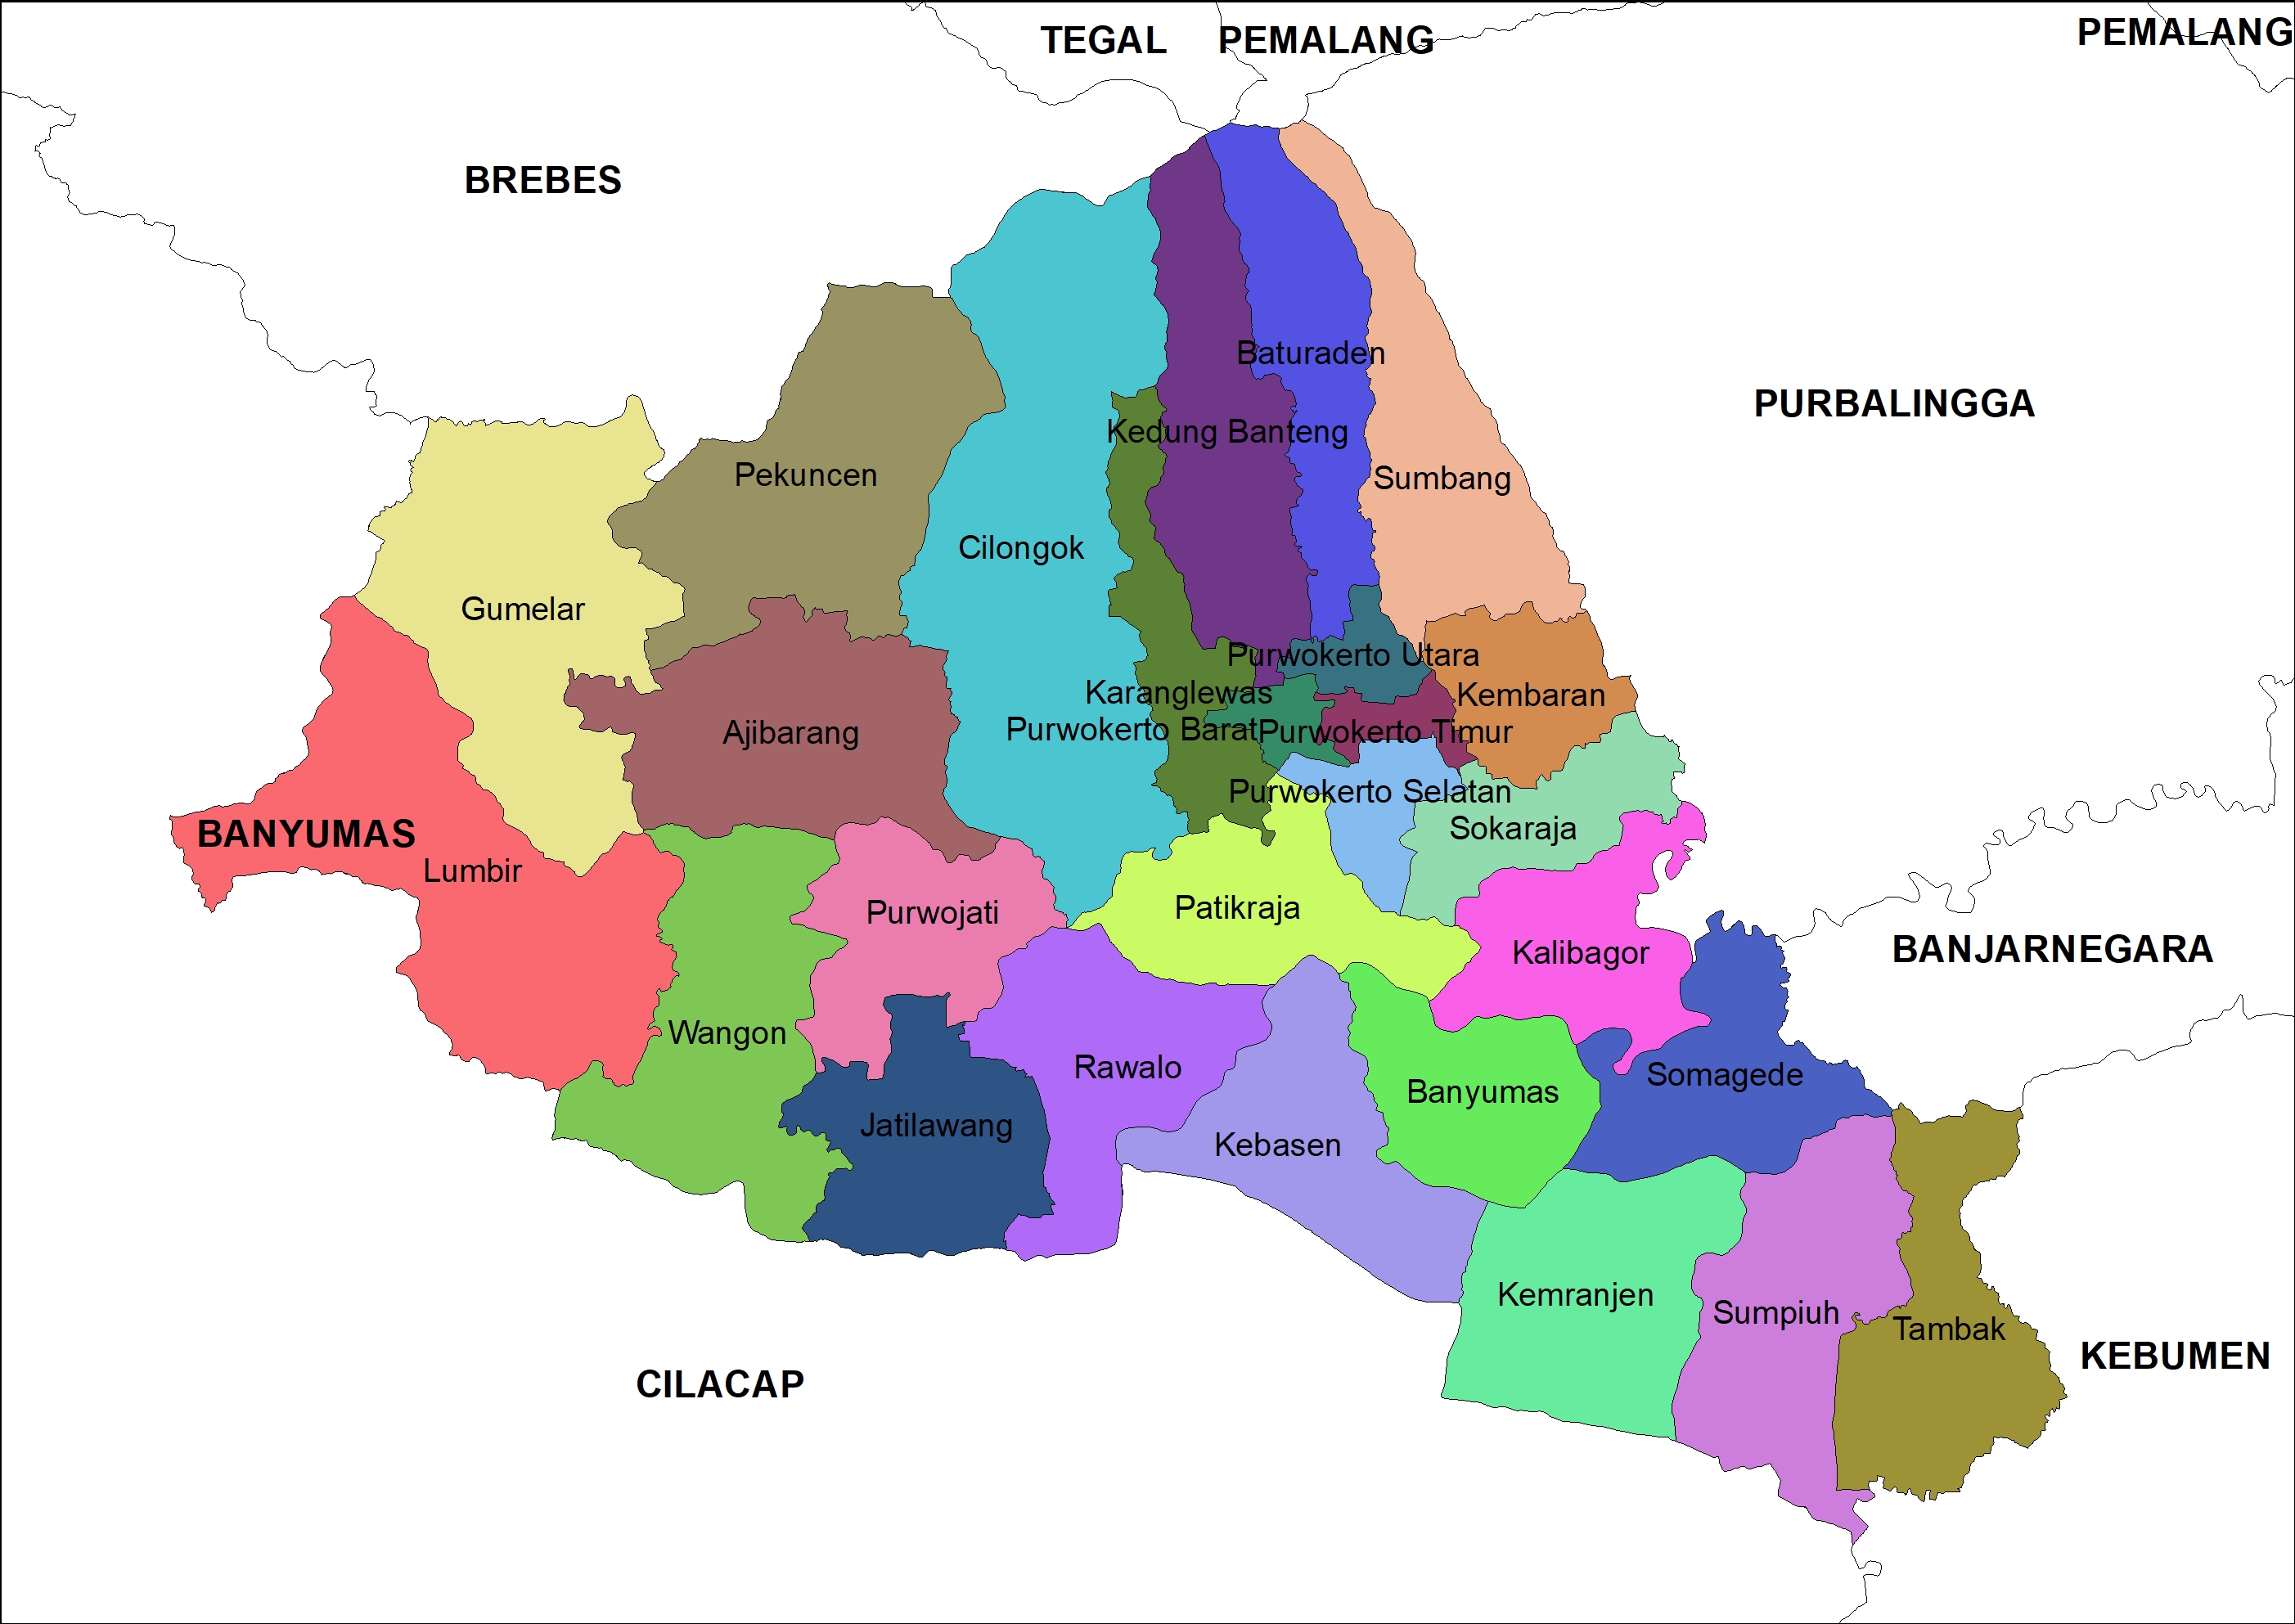 TEGAL
PEMALANG
PEMALANG
BREBES
Baturaden
PURBALINGGA
Kedung Banteng
Pekuncen
Sumbang
Cilongok
Gumelar
Purwokerto Utara
Karanglewas
Kembaran
Ajibarang
Purwokerto Barat
Purwokerto Timur
Purwokerto Selatan
BANYUMAS
Sokaraja
Lumbir
Purwojati
Patikraja
Kalibagor
BANJARNEGARA
Wangon
Rawalo
Somagede
Banyumas
Jatilawang
Kebasen
Kemranjen
Sumpiuh
Tambak
KEBUMEN
CILACAP